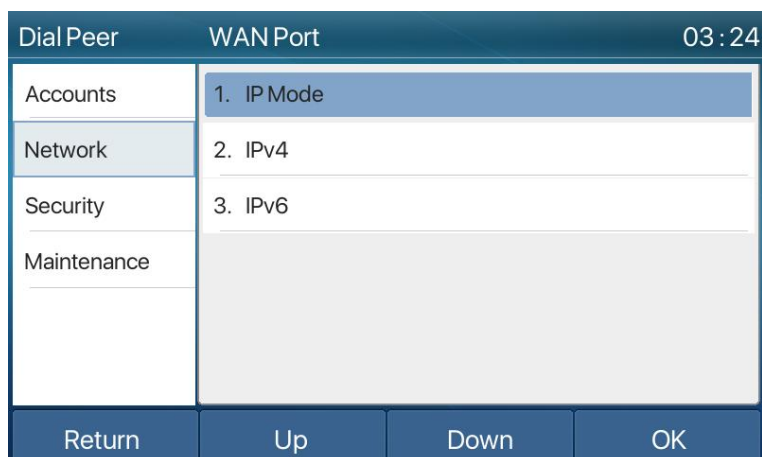 Dial Peer WAN Port 03:24
Accounts
Network
Security
Maintenance
1. IP Mode
2. IPv4
3. IPv6
Return Up Down OK